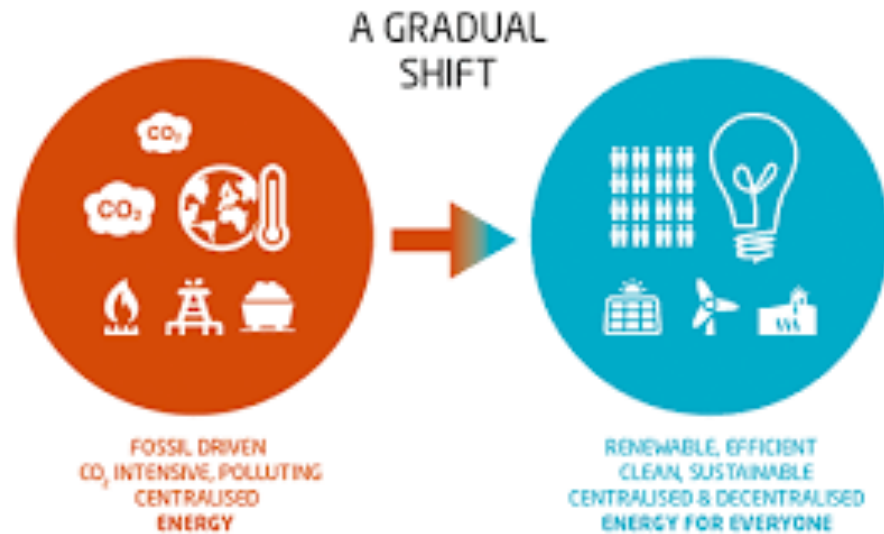 A GRADUAL
SHIFT
CO₂
CO₂
FOSSIL DRIVEN
CO₂ INTENSIVE, POLLUTING
CENTRALISED
ENERGY
RENEWABLE, EFFICIENT
CLEAN, SUSTAINABLE
CENTRALISED & DECENTRALISED
ENERGY FOR EVERYONE